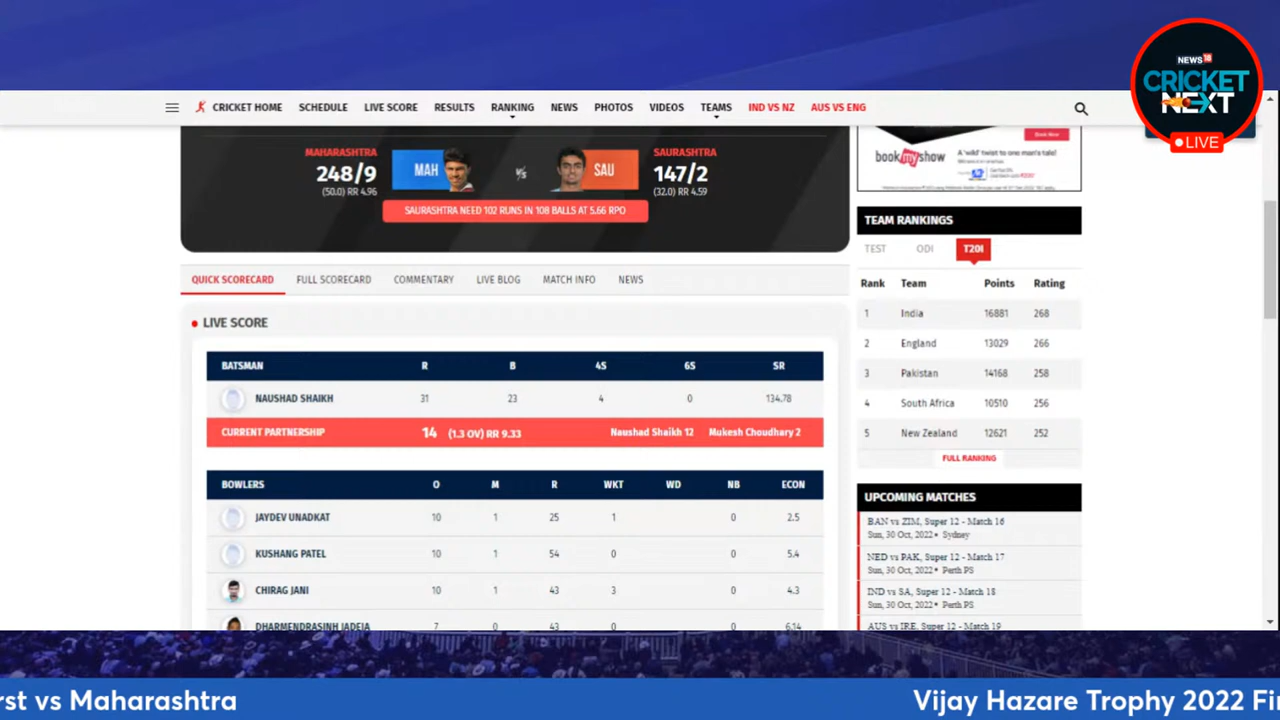 NEWS18
CRICKET
NEXT
LIVE
CRICKET HOME SCHEDULE LIVE SCORE RESULTS RANKING NEWS PHOTOS VIDEOS TEAMS IND VS NZ AUS VS ENG
MAHARASHTRA
248/9
(50.0) RR 4.96
MAH
VS
SAU
SAURASHTRA
147/2
(32.0) RR 4.59
SAURASHTRA NEED 102 RUNS IN 108 BALLS AT 5.66 RPO
Book Now
bookmyshow
A 'wild' twist to one man's tale!
QUICK SCORECARD FULL SCORECARD COMMENTARY LIVE BLOG MATCH INFO NEWS
LIVE SCORE
BATSMAN R B 4S 6S SR
NAUSHAD SHAIKH 31 23 4 0 134.78
CURRENT PARTNERSHIP 14 (1.3 OV) RR 9.33 Naushad Shaikh 12 Mukesh Choudhary 2
BOWLERS O M R WKT WD NB ECON
JAYDEV UNADKAT 10 1 25 1 0 2.5
KUSHANG PATEL 10 1 54 0 0 5.4
CHIRAG JANI 10 1 43 3 0 4.3
DHARMENDRASINH JADEJA 7 0 43 0 0 6.14
TEAM RANKINGS
TEST ODI T20I
Rank Team Points Rating
1 India 16881 268
2 England 13029 266
3 Pakistan 14168 258
4 South Africa 10510 256
5 New Zealand 12621 252
FULL RANKING
UPCOMING MATCHES
BAN vs ZIM, Super 12 - Match 16
Sun, 30 Oct, 2022 • Sydney
NED vs PAK, Super 12 - Match 17
Sun, 30 Oct, 2022 • Perth PS
IND vs SA, Super 12 - Match 18
Sun, 30 Oct, 2022 • Perth PS
AUS vs IRE, Super 12 - Match 19
rst vs Maharashtra
Vijay Hazare Trophy 2022 Fi